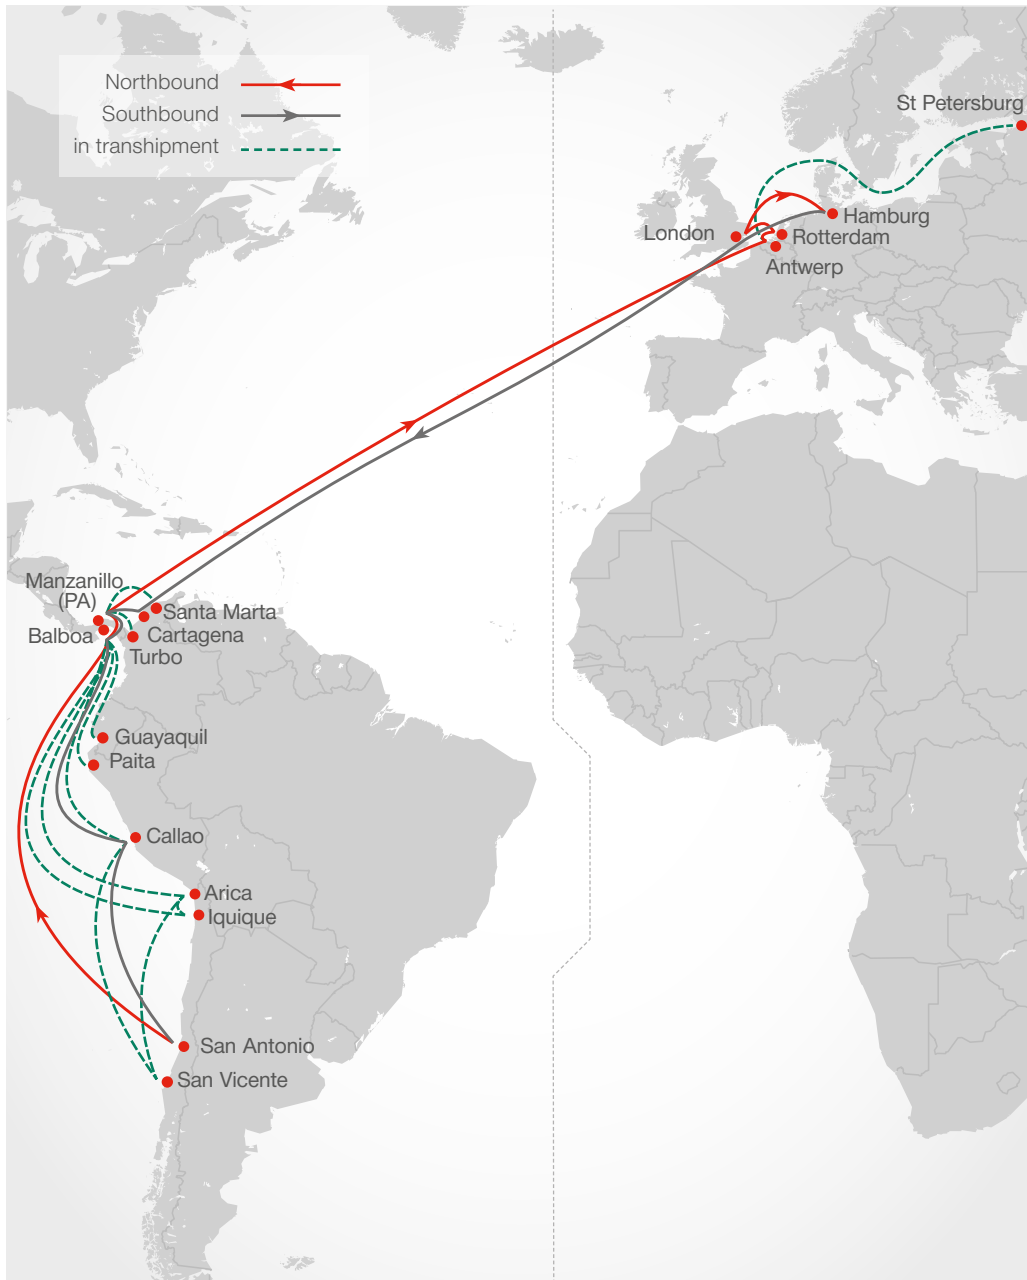 Northbound
Southbound
in transhipment
St Petersburg
Hamburg
London
Rotterdam
Antwerp
Manzanillo
(PA)
Santa Marta
Balboa
Cartagena
Turbo
Guayaquil
Paita
Callao
Arica
Iquique
San Antonio
San Vicente